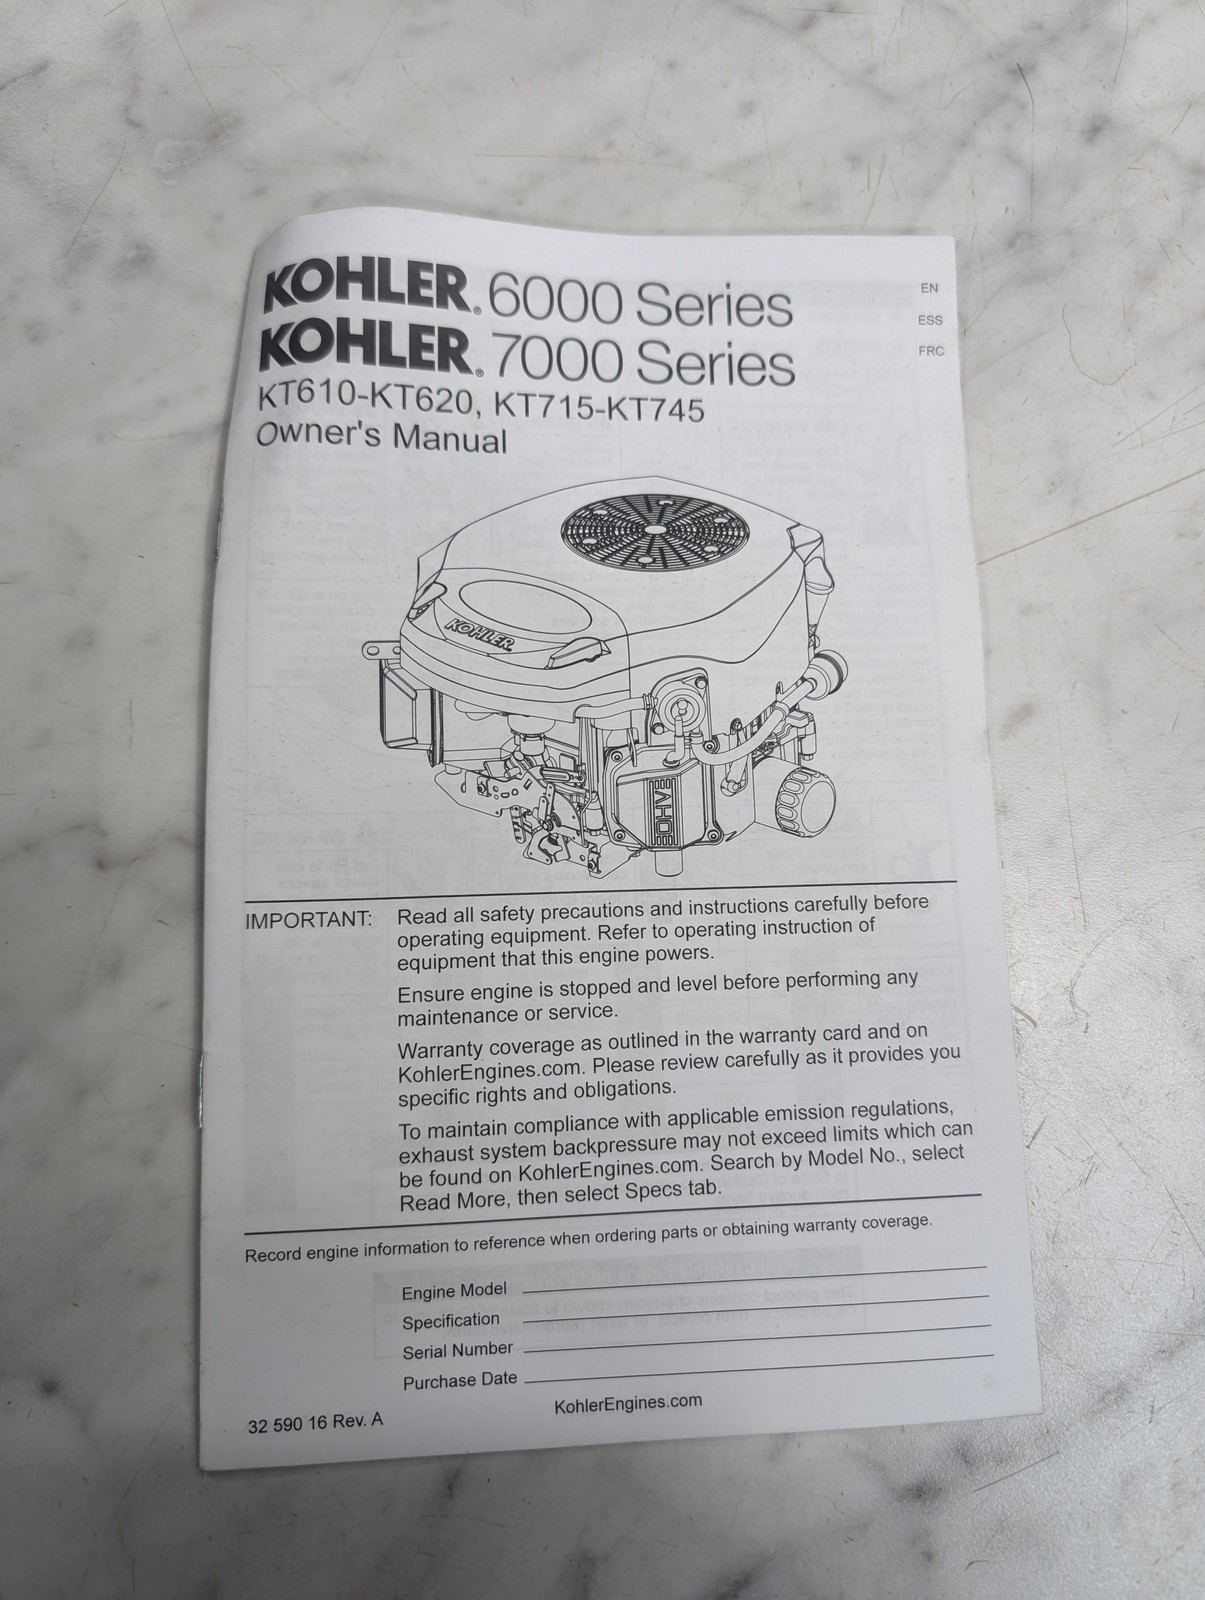 KOHLER® 6000 Series
KOHLER® 7000 Series
KT610-KT620, KT715-KT745
Owner's Manual
EN
ESS
FRC
KOHLER
OHV
IMPORTANT: Read all safety precautions and instructions carefully before
operating equipment. Refer to operating instruction of
equipment that this engine powers.
Ensure engine is stopped and level before performing any
maintenance or service.
Warranty coverage as outlined in the warranty card and on
KohlerEngines.com. Please review carefully as it provides you
specific rights and obligations.
To maintain compliance with applicable emission regulations,
exhaust system backpressure may not exceed limits which can
be found on KohlerEngines.com. Search by Model No., select
Read More, then select Specs tab.
Record engine information to reference when ordering parts or obtaining warranty coverage.
Engine Model
Specification
Serial Number
Purchase Date
32 590 16 Rev. A
KohlerEngines.com